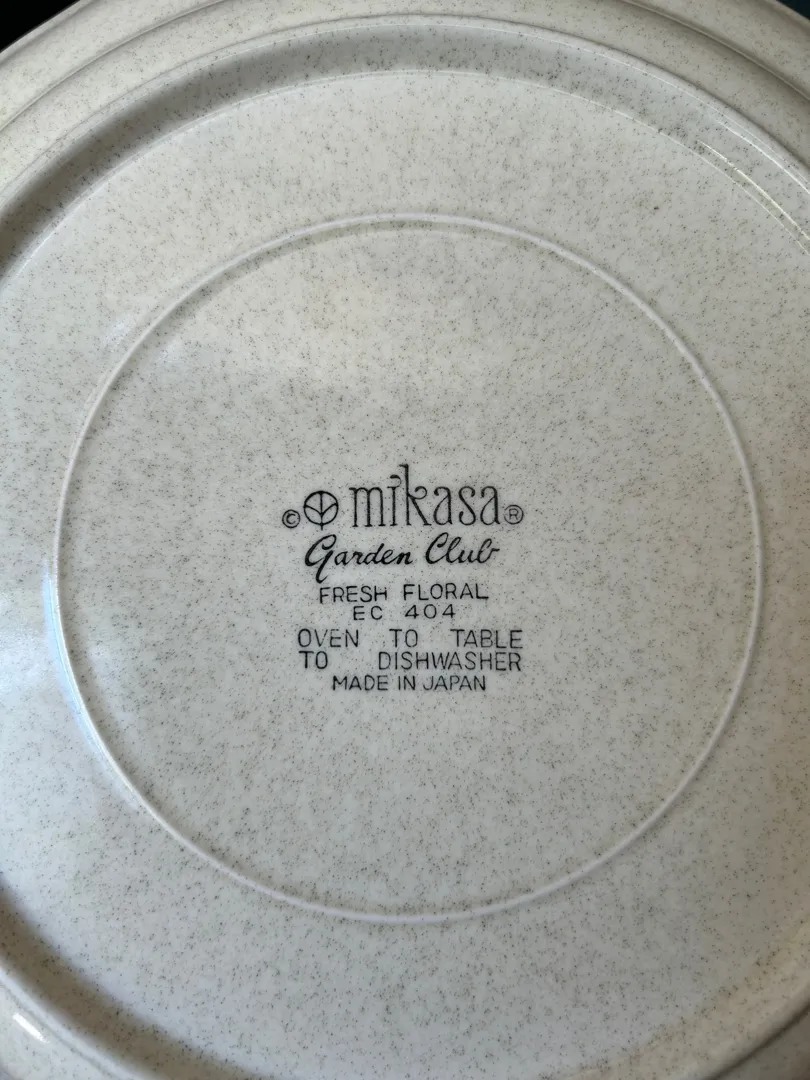 © mikasa ®
Garden Club
FRESH FLORAL
EC 404
OVEN TO TABLE
TO DISHWASHER
MADE IN JAPAN